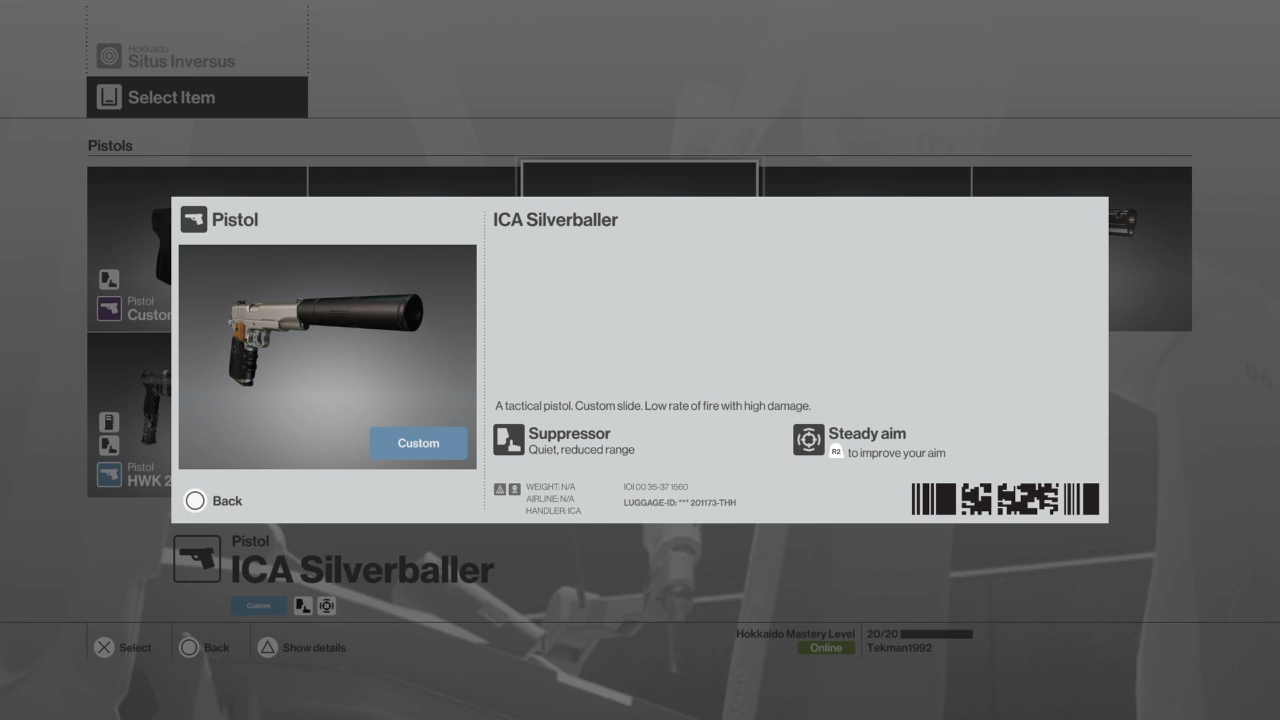 Hokkaido
Situs Inversus
Select Item
Pistols
Pistol
ICA Silverballer
Pistol
Custom
A tactical pistol. Custom slide. Low rate of fire with high damage.
Suppressor
Quiet, reduced range
Steady aim
R2 to improve your aim
Pistol
HWK 2
WEIGHT: N/A
AIRLINE: N/A
HANDLER: ICA
IOI 00 35-37 1560
LUGGAGE-ID: *** 201173-THH
Back
Pistol
ICA Silverballer
Custom
Select
Back
Show details
Hokkaido Mastery Level
20/20
Online
Tekman1992